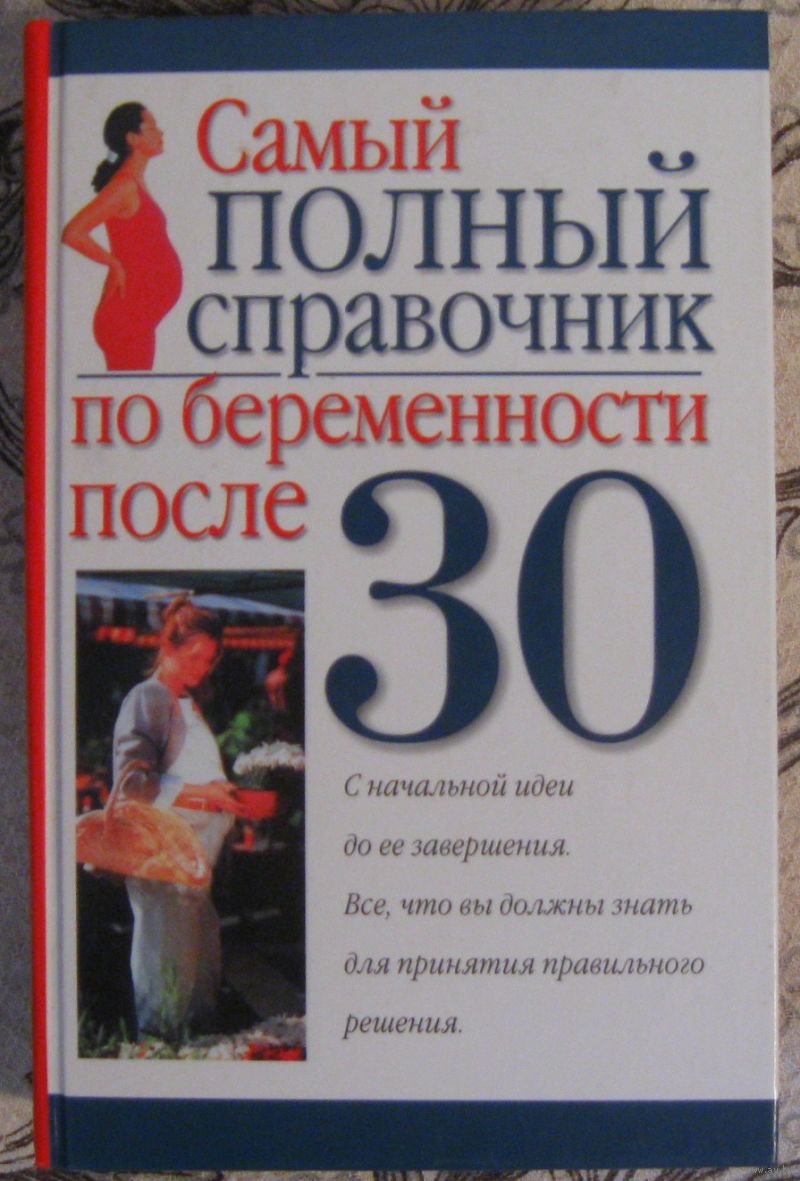 Самый
ПОЛНЫЙ
справочник
по беременности
после
30
С начальной идеи
до ее завершения.
Все, что вы должны знать
для принятия правильного
решения.